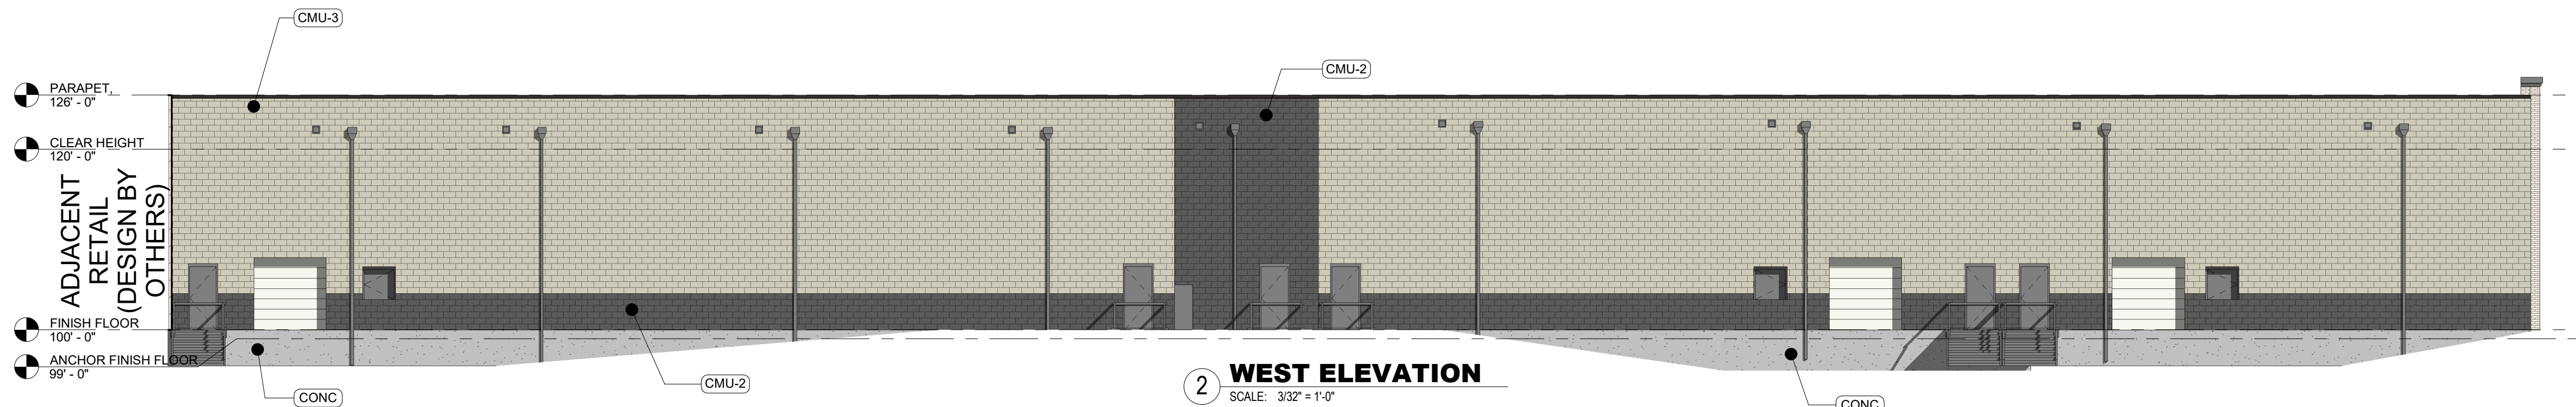 CMU-3
CMU-2
PARAPET,
126' - 0"
CLEAR HEIGHT
120' - 0"
ADJACENT
RETAIL
(DESIGN BY
OTHERS)
FINISH FLOOR
100' - 0"
ANCHOR FINISH FLOOR
99' - 0"
CONC
CMU-2
2
WEST ELEVATION
SCALE: 3/32" = 1'-0"
CONC